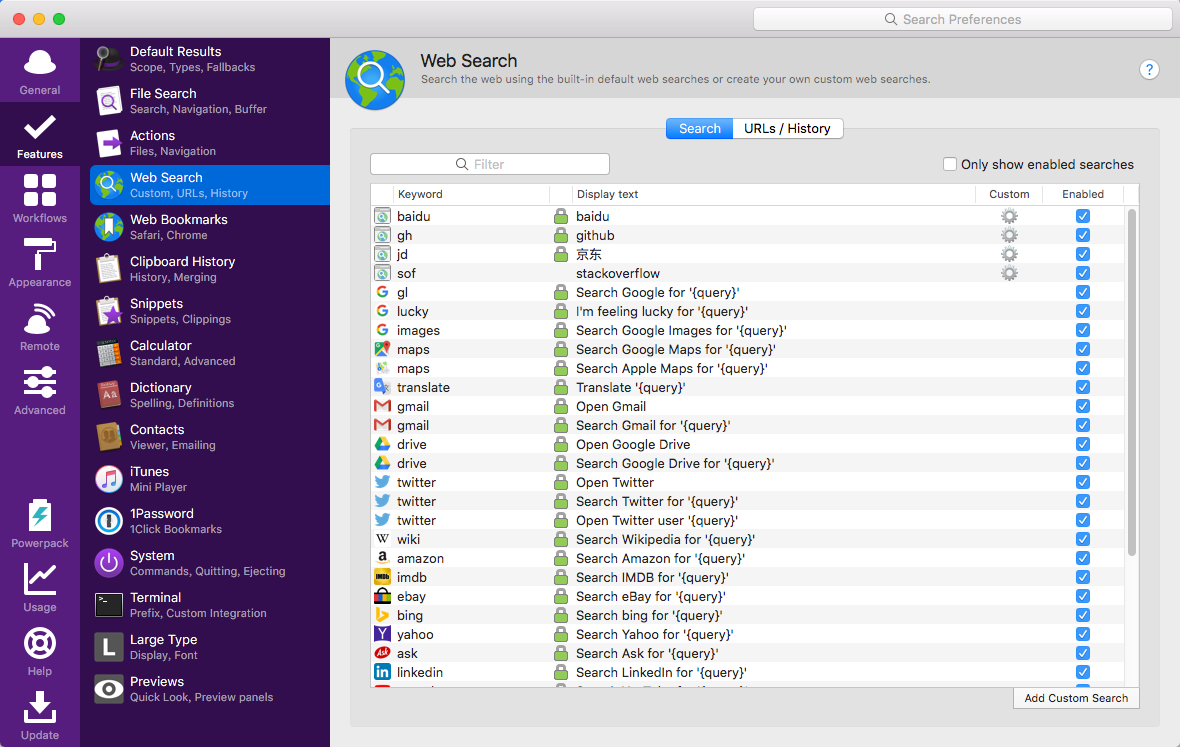 Search Preferences
General
Features
Workflows
Appearance
Remote
Advanced
Powerpack
Usage
Help
Update
Default Results
Scope, Types, Fallbacks
File Search
Search, Navigation, Buffer
Actions
Files, Navigation
Web Search
Custom, URLs, History
Web Bookmarks
Safari, Chrome
Clipboard History
History, Merging
Snippets
Snippets, Clippings
Calculator
Standard, Advanced
Dictionary
Spelling, Definitions
Contacts
Viewer, Emailing
iTunes
Mini Player
1Password
1Click Bookmarks
System
Commands, Quitting, Ejecting
Terminal
Prefix, Custom Integration
L
Large Type
Display, Font
Previews
Quick Look, Preview panels
Web Search
Search the web using the built-in default web searches or create your own custom web searches.
?
Search URLs / History
Filter
Only show enabled searches
Keyword Display text Custom Enabled
baidu baidu
gh github
jd 京东
sof stackoverflow
gl Search Google for '{query}'
lucky I'm feeling lucky for '{query}'
images Search Google Images for '{query}'
maps Search Google Maps for '{query}'
maps Search Apple Maps for '{query}'
translate Translate '{query}'
gmail Open Gmail
gmail Search Gmail for '{query}'
drive Open Google Drive
drive Search Google Drive for '{query}'
twitter Open Twitter
twitter Search Twitter for '{query}'
twitter Open Twitter user '{query}'
wiki Search Wikipedia for '{query}'
amazon Search Amazon for '{query}'
imdb Search IMDB for '{query}'
ebay Search eBay for '{query}'
bing Search bing for '{query}'
yahoo Search Yahoo for '{query}'
ask Search Ask for '{query}'
linkedin Search LinkedIn for '{query}'
Add Custom Search